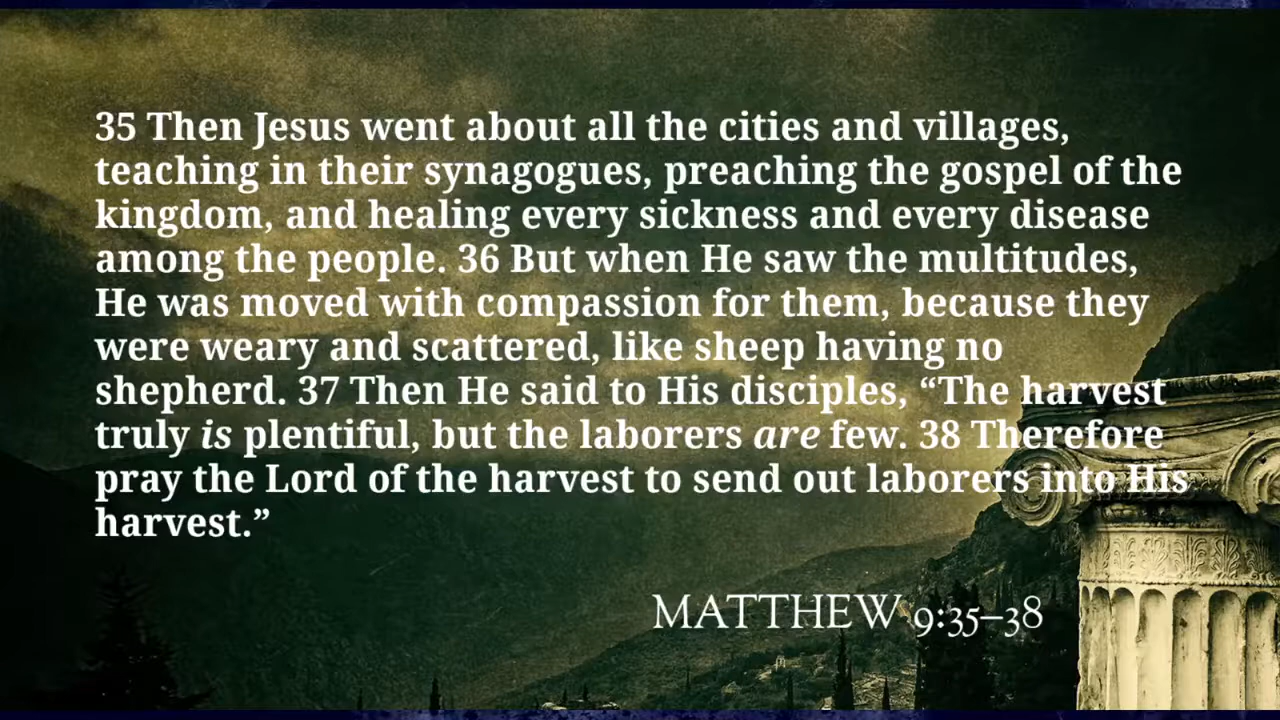 35 Then Jesus went about all the cities and villages,
teaching in their synagogues, preaching the gospel of the
kingdom, and healing every sickness and every disease
among the people. 36 But when He saw the multitudes,
He was moved with compassion for them, because they
were weary and scattered, like sheep having no
shepherd. 37 Then He said to His disciples, “The harvest
truly is plentiful, but the laborers are few. 38 Therefore
pray the Lord of the harvest to send out laborers into His
harvest.”
MATTHEW 9:35–38